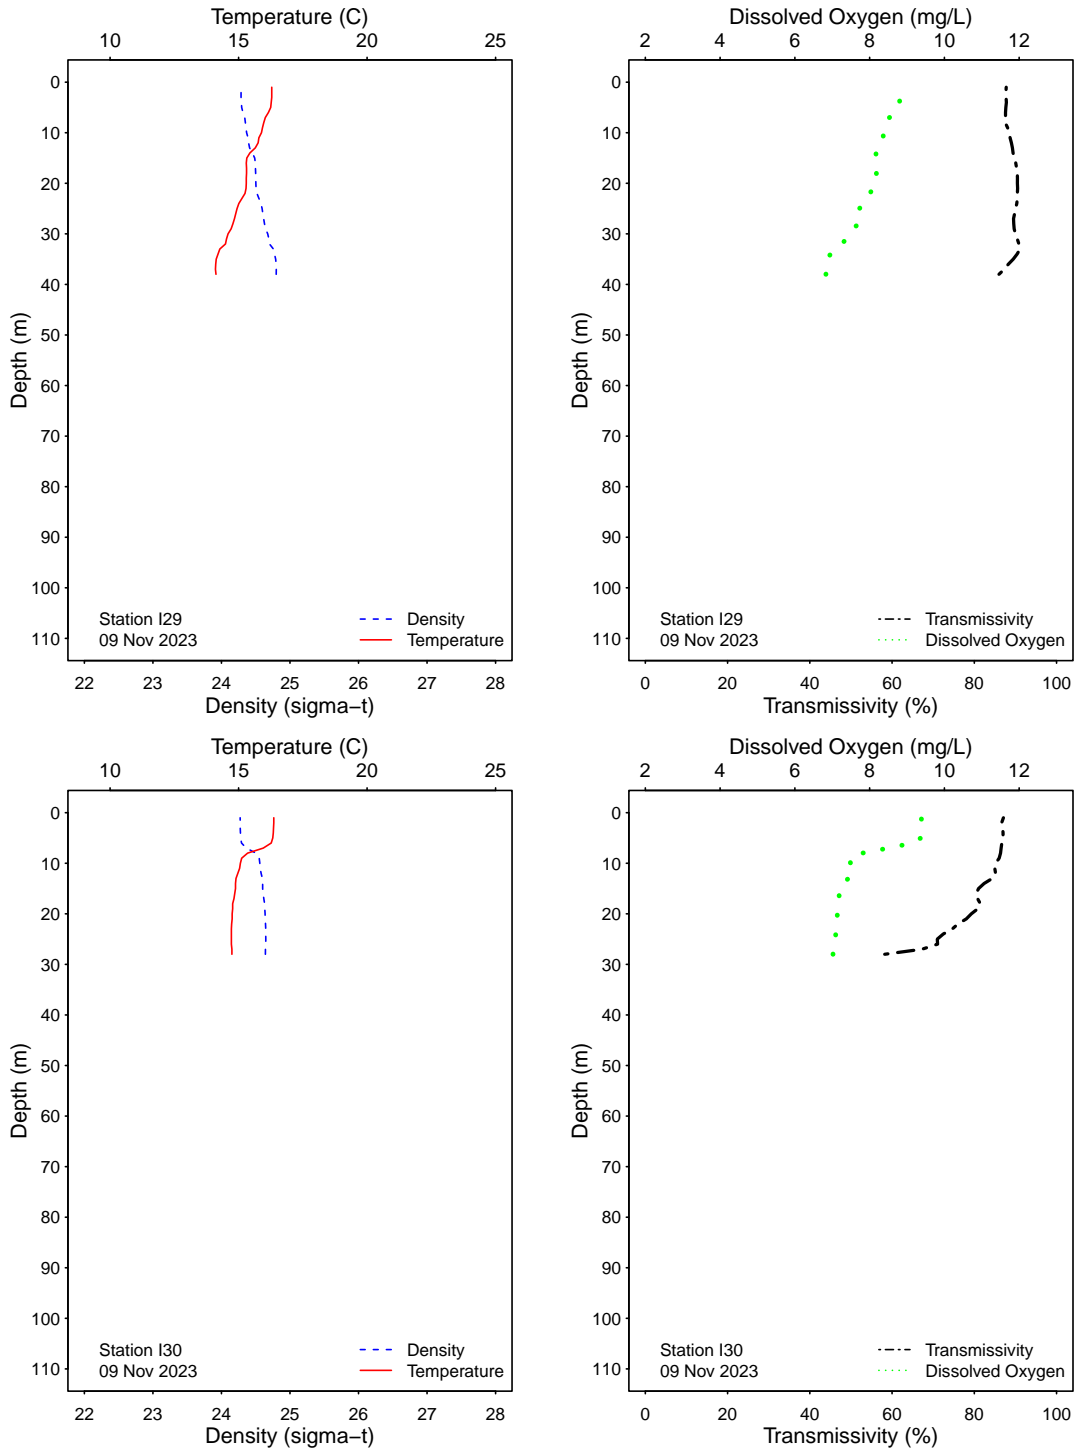 Temperature (C)
10 15 20 25
0
10
20
30
40
50
60
70
80
90
100
110
Depth (m)
Station I29
09 Nov 2023
Density
Temperature
22 23 24 25 26 27 28
Density (sigma−t)
Dissolved Oxygen (mg/L)
2 4 6 8 10 12
0
10
20
30
40
50
60
70
80
90
100
110
Depth (m)
Station I29
09 Nov 2023
Transmissivity
Dissolved Oxygen
0 20 40 60 80 100
Transmissivity (%)
Temperature (C)
10 15 20 25
0
10
20
30
40
50
60
70
80
90
100
110
Depth (m)
Station I30
09 Nov 2023
Density
Temperature
22 23 24 25 26 27 28
Density (sigma−t)
Dissolved Oxygen (mg/L)
2 4 6 8 10 12
0
10
20
30
40
50
60
70
80
90
100
110
Depth (m)
Station I30
09 Nov 2023
Transmissivity
Dissolved Oxygen
0 20 40 60 80 100
Transmissivity (%)